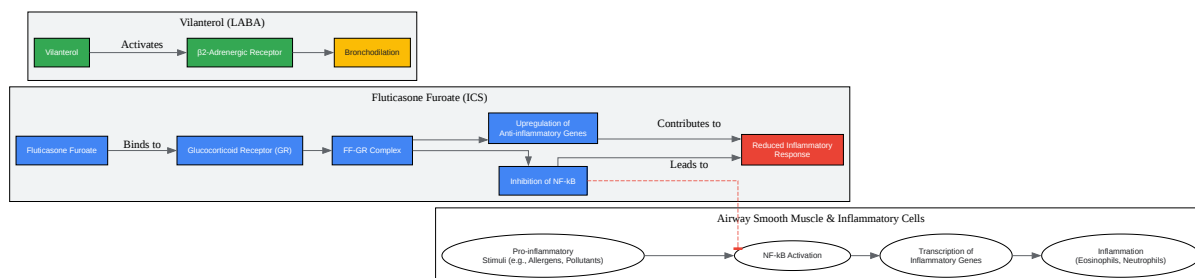 Vilanterol (LABA)
Vilanterol
Activates
β2-Adrenergic Receptor
Bronchodilation
Fluticasone Furoate (ICS)
Fluticasone Furoate
Binds to
Glucocorticoid Receptor (GR)
FF-GR Complex
Upregulation of
Anti-inflammatory Genes
Contributes to
Inhibition of NF-kB
Leads to
Reduced Inflammatory
Response
Airway Smooth Muscle & Inflammatory Cells
Pro-inflammatory
Stimuli (e.g., Allergens, Pollutants)
NF-kB Activation
Transcription of
Inflammatory Genes
Inflammation
(Eosinophils, Neutrophils)